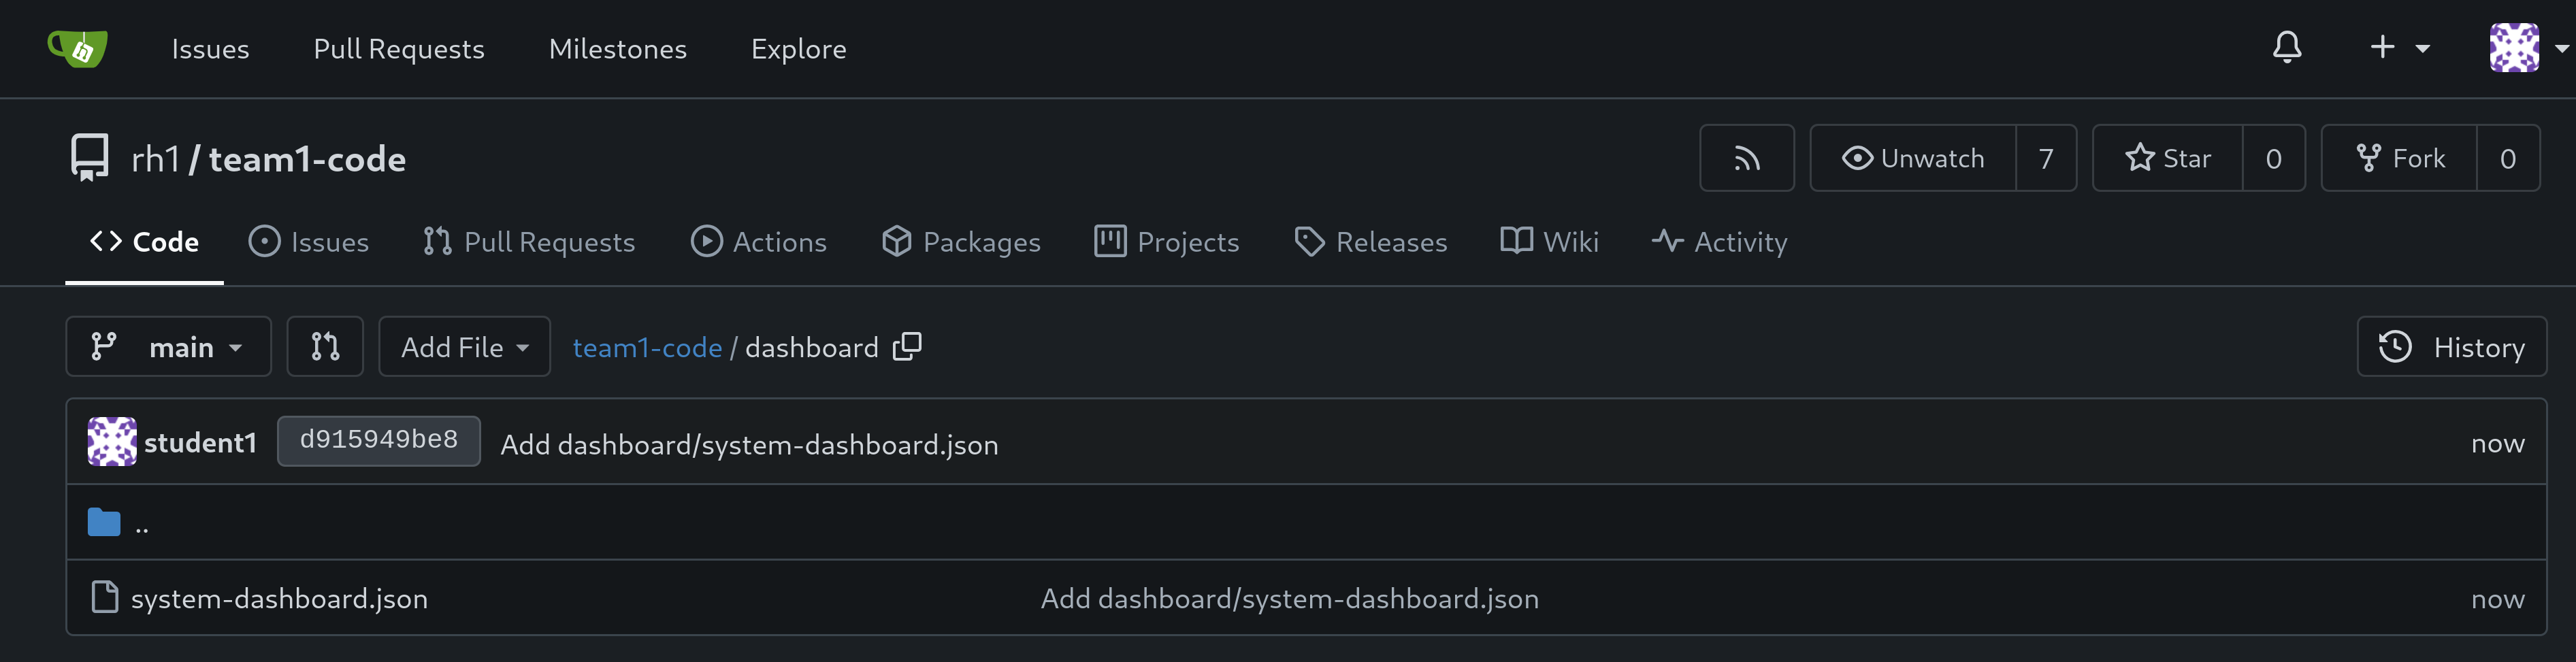 Issues Pull Requests Milestones Explore
rh1 / team1-code Unwatch 7 Star 0 Fork 0
Code Issues Pull Requests Actions Packages Projects Releases Wiki Activity
main Add File team1-code / dashboard History
student1 d915949be8 Add dashboard/system-dashboard.json now
..
system-dashboard.json Add dashboard/system-dashboard.json now